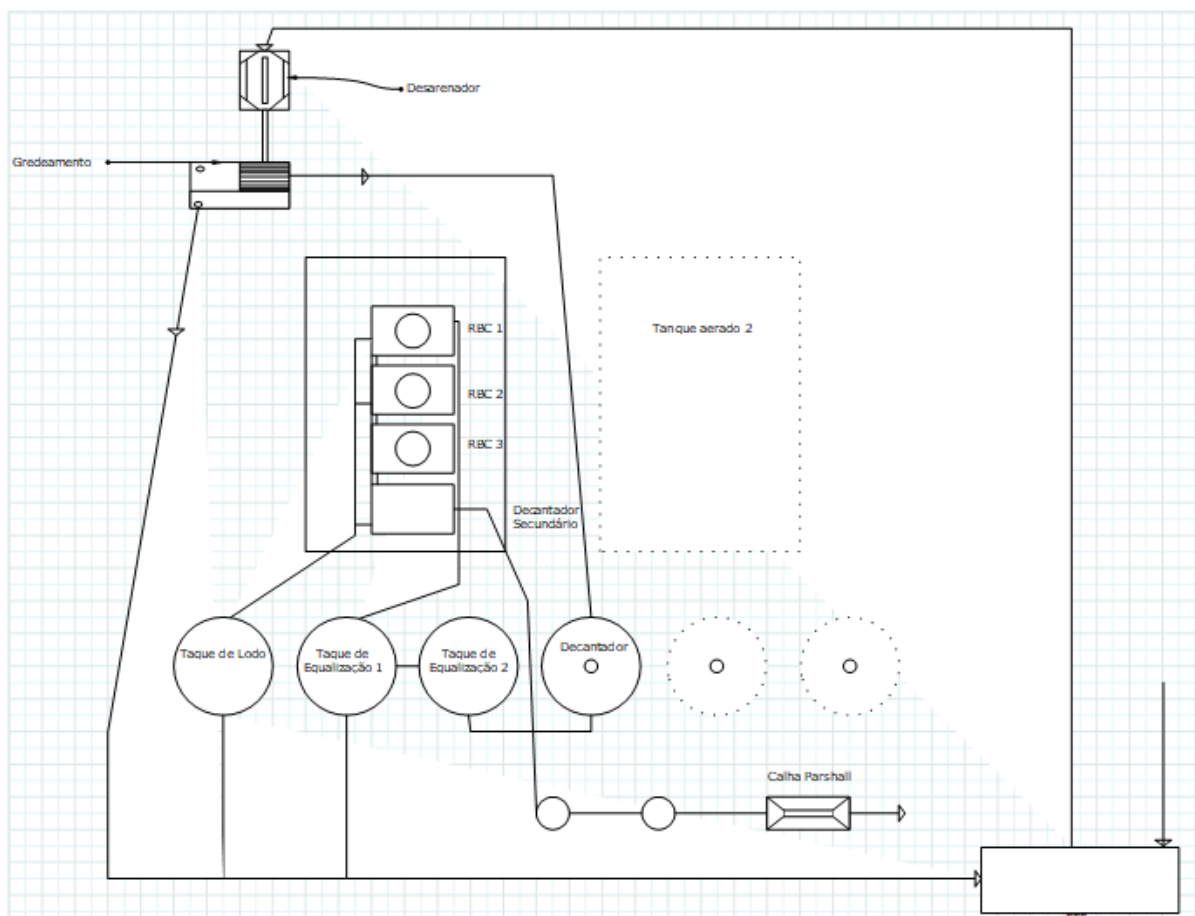 Desarenador
Gredeamento
RBC 1
Tanque aerado 2
RBC 2
RBC 3
Decantador
Secundário
Taque de Lodo
Taque de
Equalização 1
Taque de
Equalização 2
Decantador
Calha Parshall